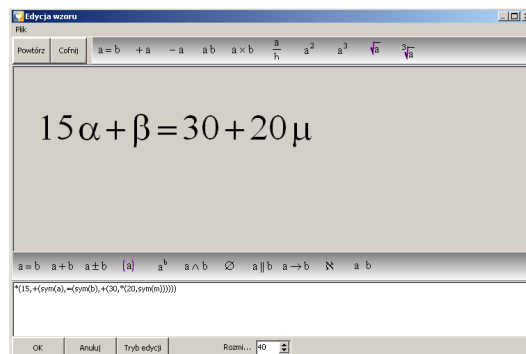 Edycja wzoru
Plik
Powtórz Cofnij a = b + a − a a b a × b a/b a² a³ √a ³√a
15α + β = 30 + 20μ
a = b a + b a ± b (a) aᵇ a ∧ b ∅ a ∥ b a → b ℵ a b
*(15,+(sym(a),=(sym(b),+(30,*(20,sym(m))))))
OK Anuluj Tryb edycji Rozmi... 40